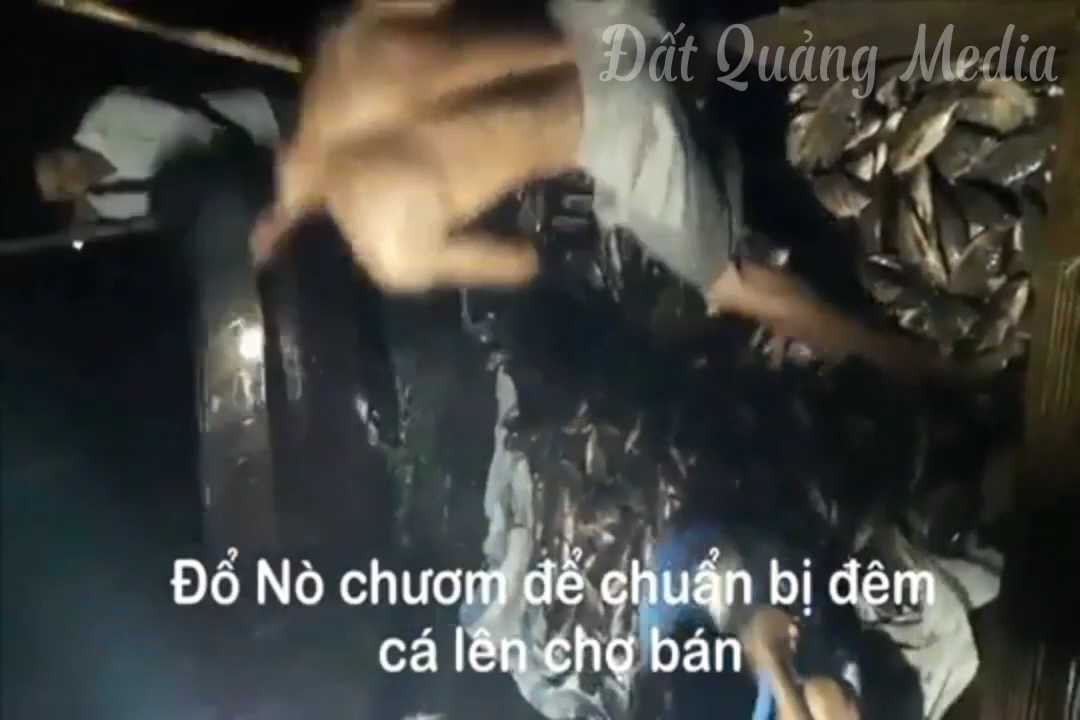 Đất Quảng Media
Đổ Nò chươm để chuẩn bị đêm
cá lên chợ bán